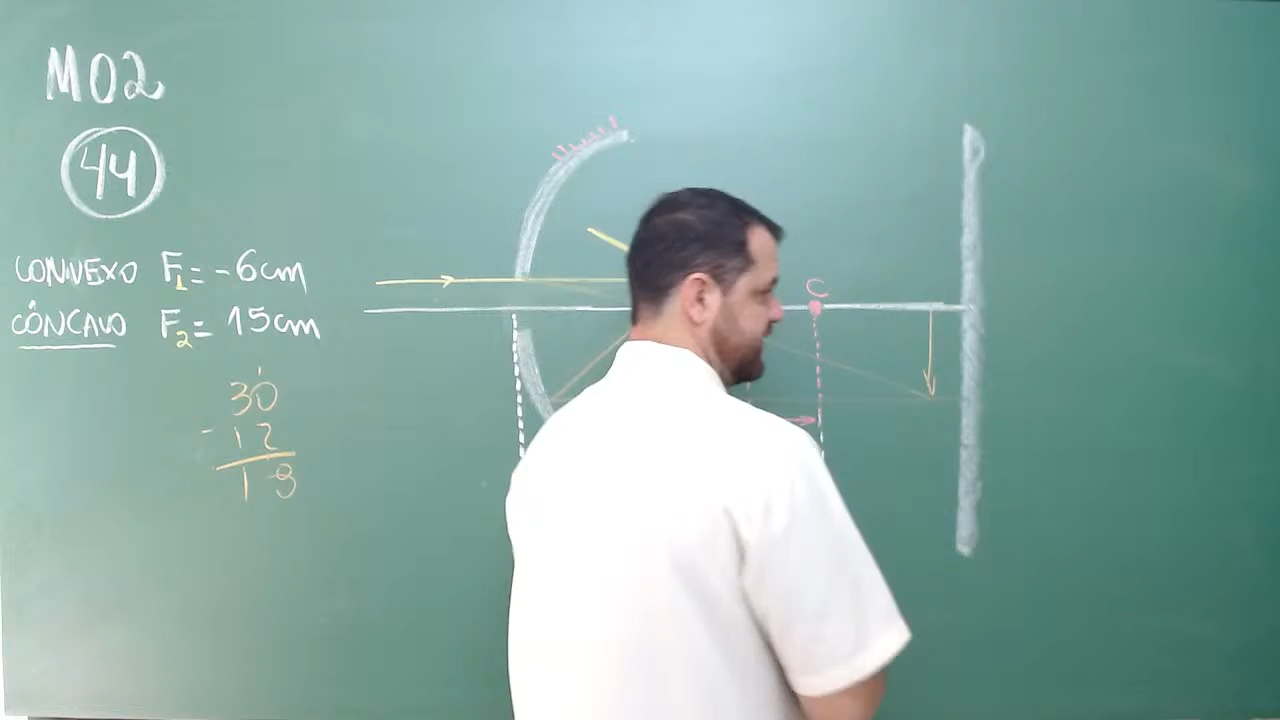 M02
44
CONVEXO F1 = -6cm
CÔNCAVO F2 = 15cm
30
- 12
18
C